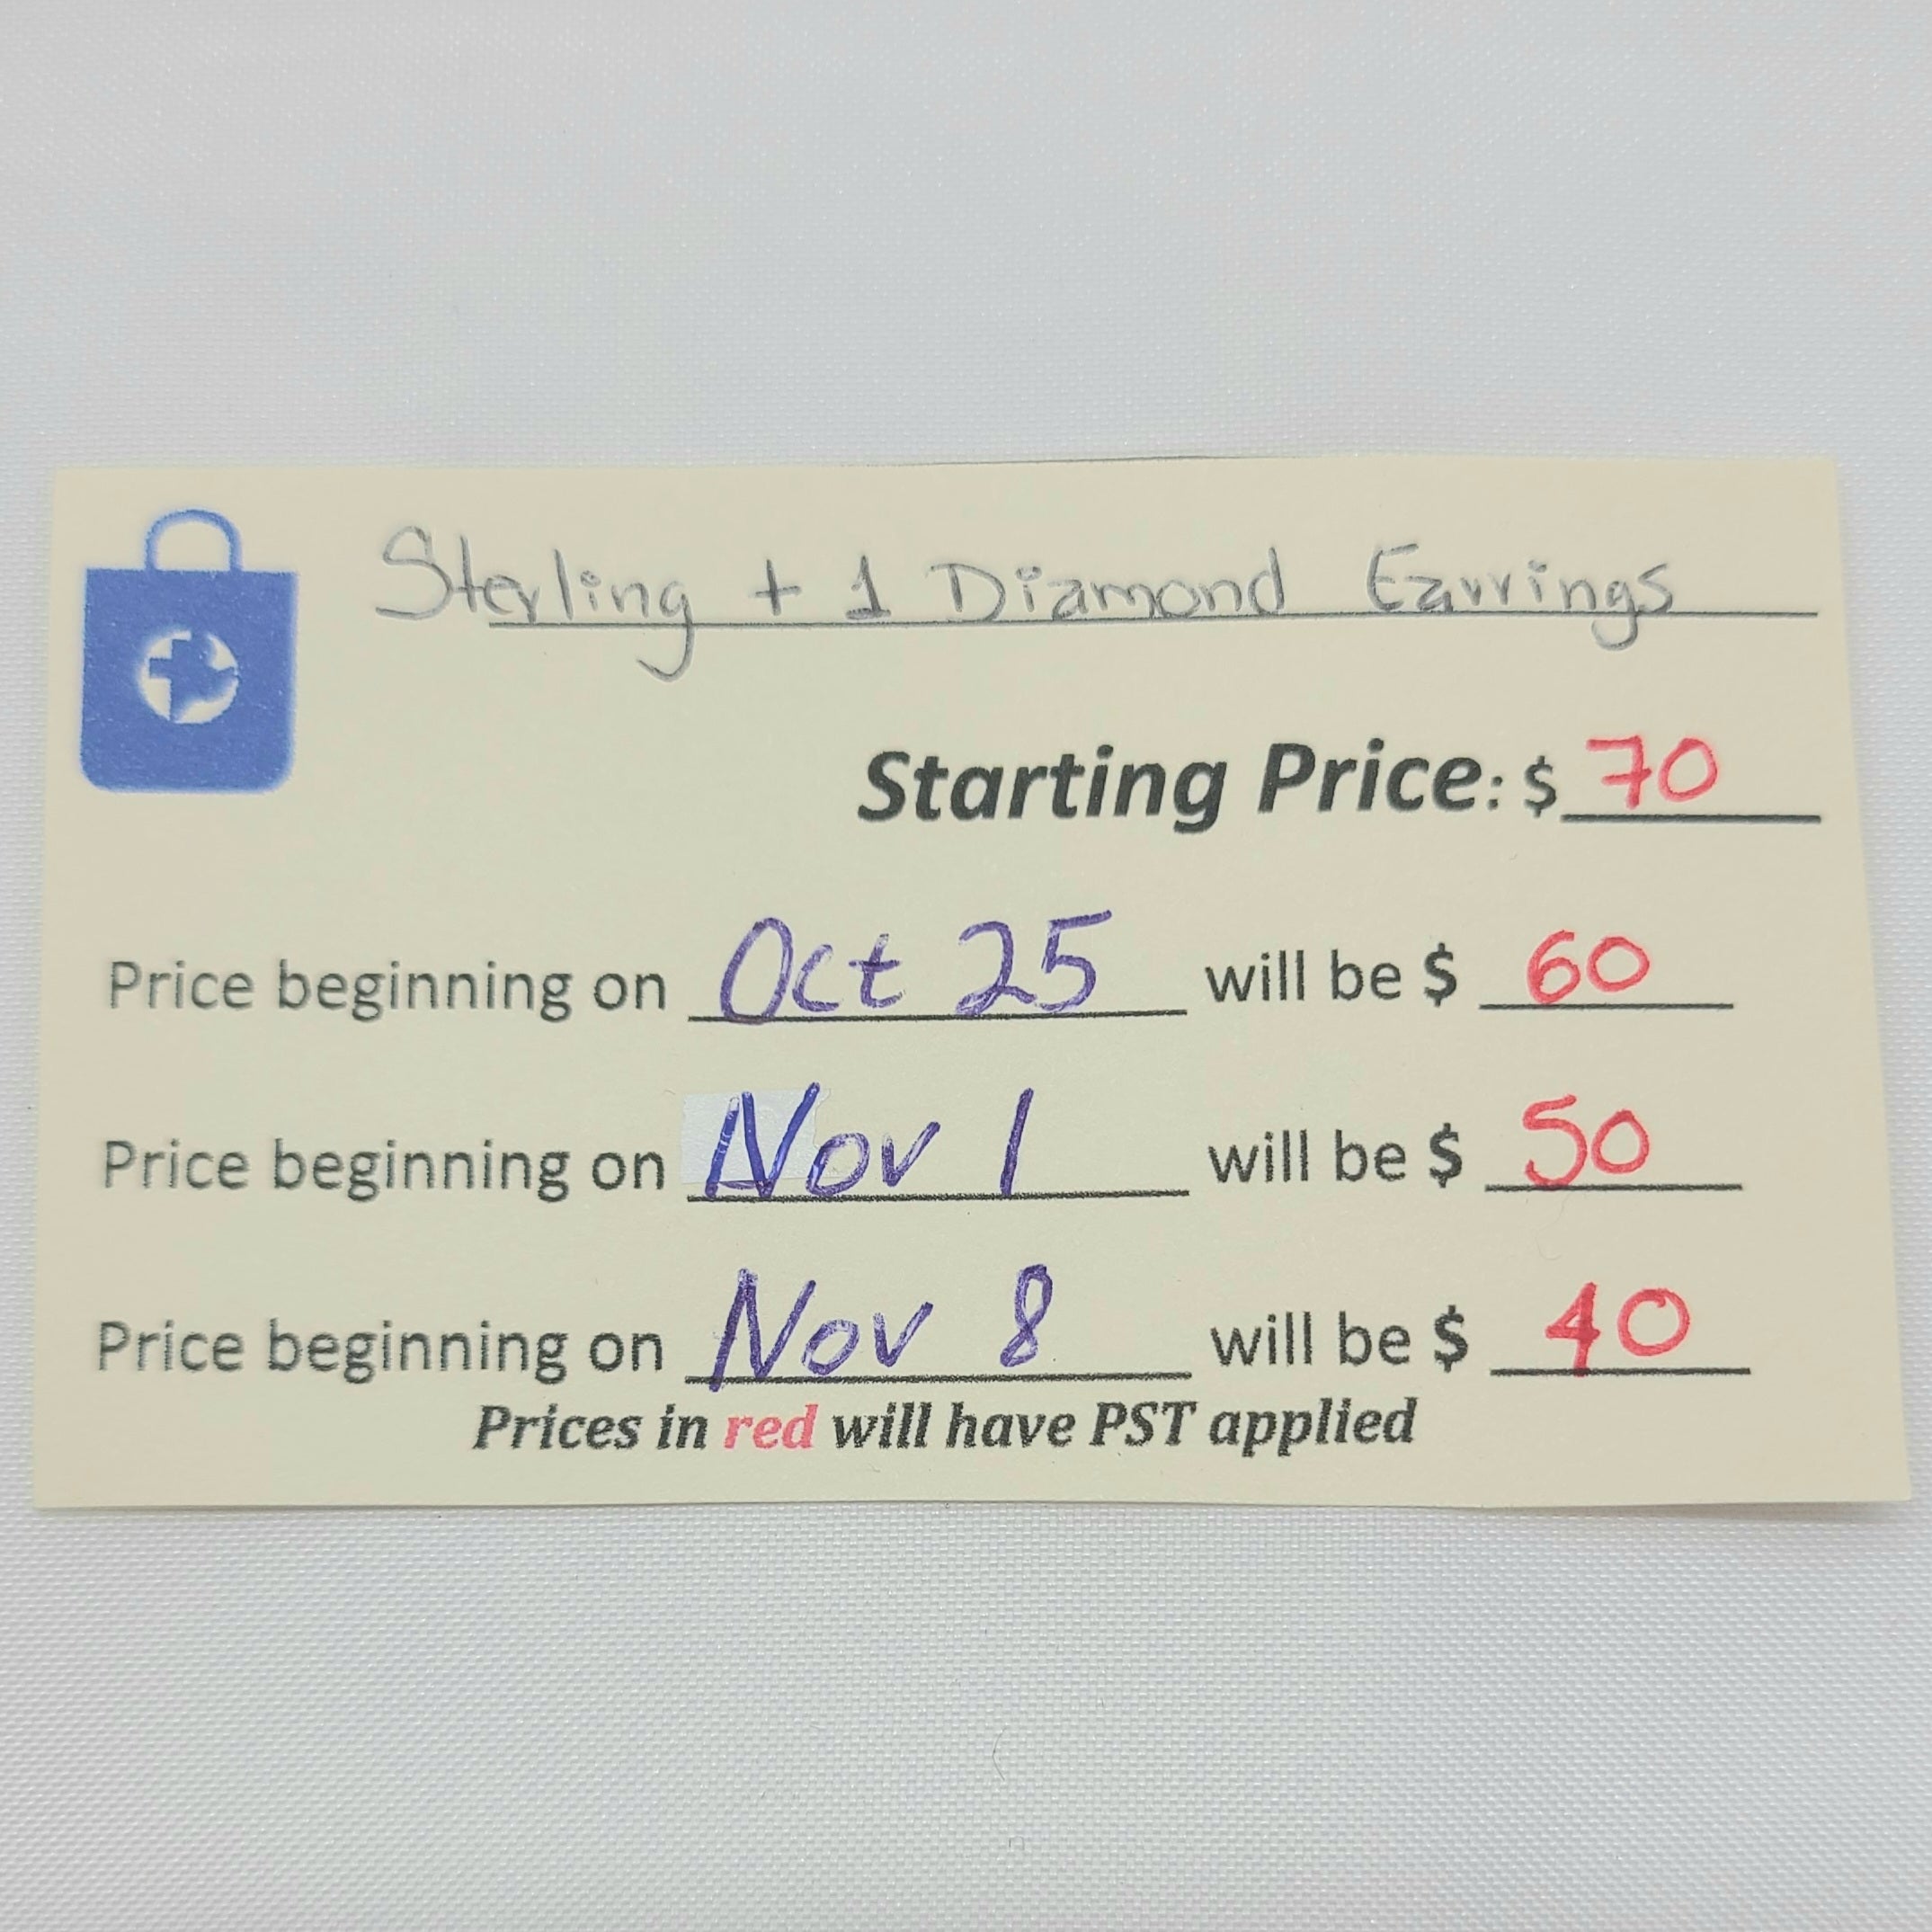 Sterling + 1 Diamond Earrings
Starting Price: $ 70
Price beginning on Oct 25 will be $ 60
Price beginning on Nov 1 will be $ 50
Price beginning on Nov 8 will be $ 40
Prices in red will have PST applied